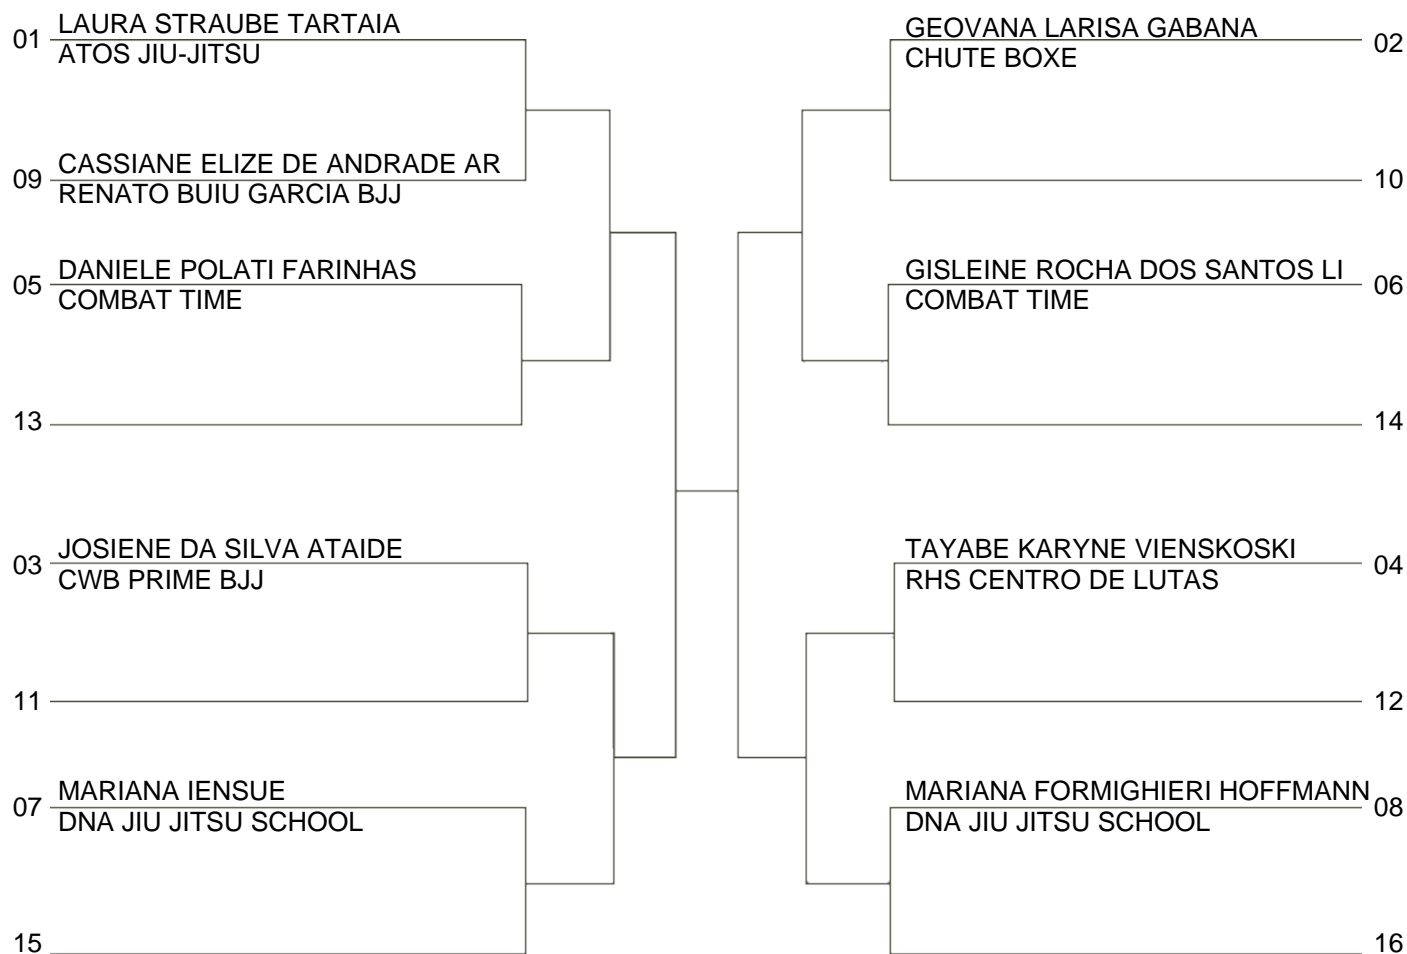 01
LAURA STRAUBE TARTAIA
ATOS JIU-JITSU
09
CASSIANE ELIZE DE ANDRADE AR
RENATO BUIU GARCIA BJJ
05
DANIELE POLATI FARINHAS
COMBAT TIME
13
03
JOSIENE DA SILVA ATAIDE
CWB PRIME BJJ
11
07
MARIANA IENSUE
DNA JIU JITSU SCHOOL
15
GEOVANA LARISA GABANA
CHUTE BOXE
02
10
GISLEINE ROCHA DOS SANTOS LI
COMBAT TIME
06
14
TAYABE KARYNE VIENSKOSKI
RHS CENTRO DE LUTAS
04
12
MARIANA FORMIGHIERI HOFFMANN
DNA JIU JITSU SCHOOL
08
16